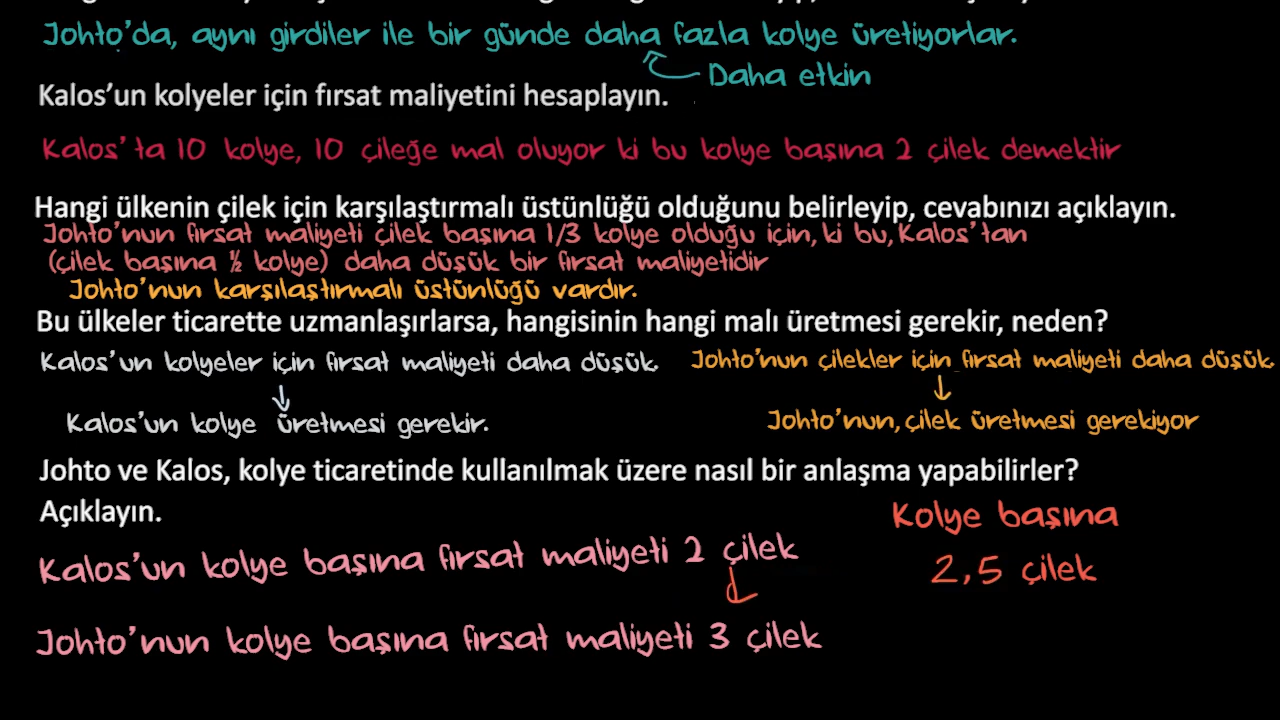 Johto'da, aynı girdiler ile bir günde daha fazla kolye üretiyorlar.
Daha etkin
Kalos'un kolyeler için fırsat maliyetini hesaplayın.
Kalos'ta 10 kolye, 10 çileğe mal oluyor ki bu kolye başına 2 çilek demektir
Hangi ülkenin çilek için karşılaştırmalı üstünlüğü olduğunu belirleyip, cevabınızı açıklayın.
Johto'nun fırsat maliyeti çilek başına 1/3 kolye olduğu için, ki bu, Kalos'tan
(çilek başına ½ kolye) daha düşük bir fırsat maliyetidir
Johto'nun karşılaştırmalı üstünlüğü vardır.
Bu ülkeler ticarette uzmanlaşırlarsa, hangisinin hangi malı üretmesi gerekir, neden?
Kalos'un kolyeler için fırsat maliyeti daha düşük.
Johto'nun çilekler için fırsat maliyeti daha düşük.
Kalos'un kolye üretmesi gerekir.
Johto'nun, çilek üretmesi gerekiyor
Johto ve Kalos, kolye ticaretinde kullanılmak üzere nasıl bir anlaşma yapabilirler?
Açıklayın.
Kolye başına
2,5 çilek
Kalos'un kolye başına fırsat maliyeti 2 çilek
Johto'nun kolye başına fırsat maliyeti 3 çilek